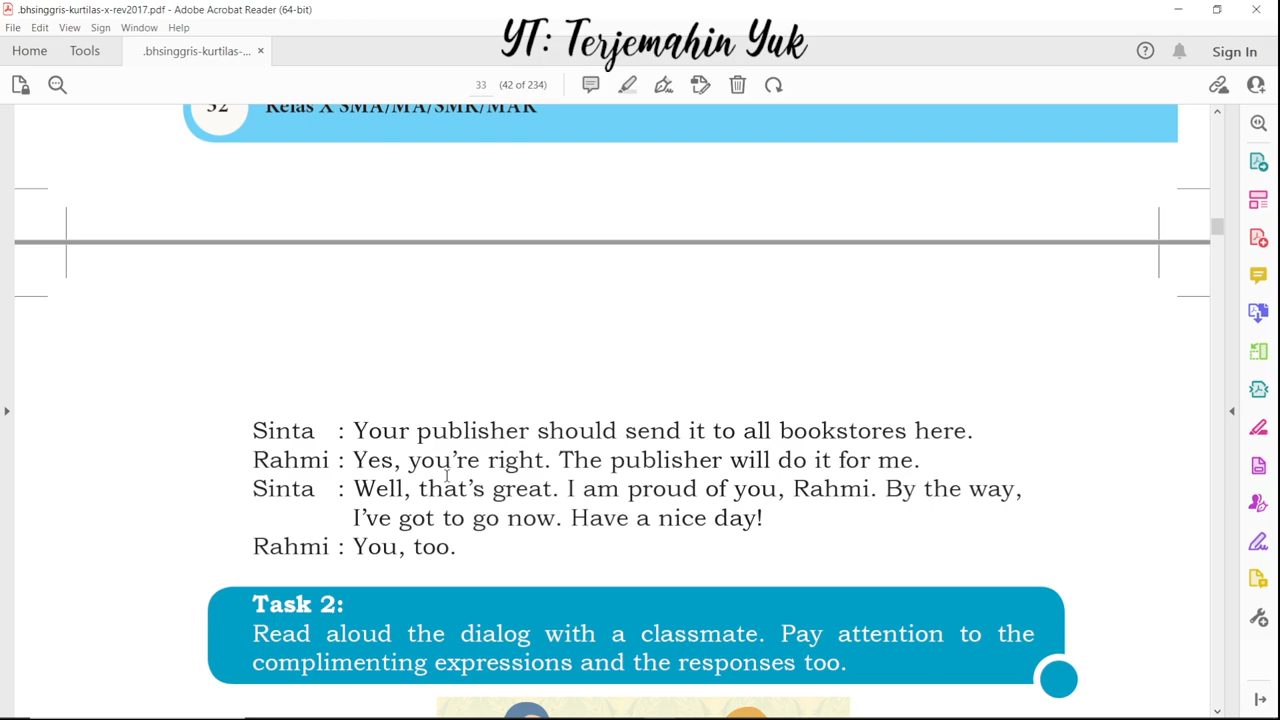 .bhsinggris-kurtilas-x-rev2017.pdf - Adobe Acrobat Reader (64-bit)
File Edit View Sign Window Help
YT: Terjemahin Yuk
Home Tools .bhsinggris-kurtilas-... × Sign In
33 (42 of 234)
32 Kelas X SMA/MA/SMK/MAK
Sinta : Your publisher should send it to all bookstores here.
Rahmi : Yes, you're right. The publisher will do it for me.
Sinta : Well, that's great. I am proud of you, Rahmi. By the way,
I've got to go now. Have a nice day!
Rahmi : You, too.
Task 2:
Read aloud the dialog with a classmate. Pay attention to the
complimenting expressions and the responses too.